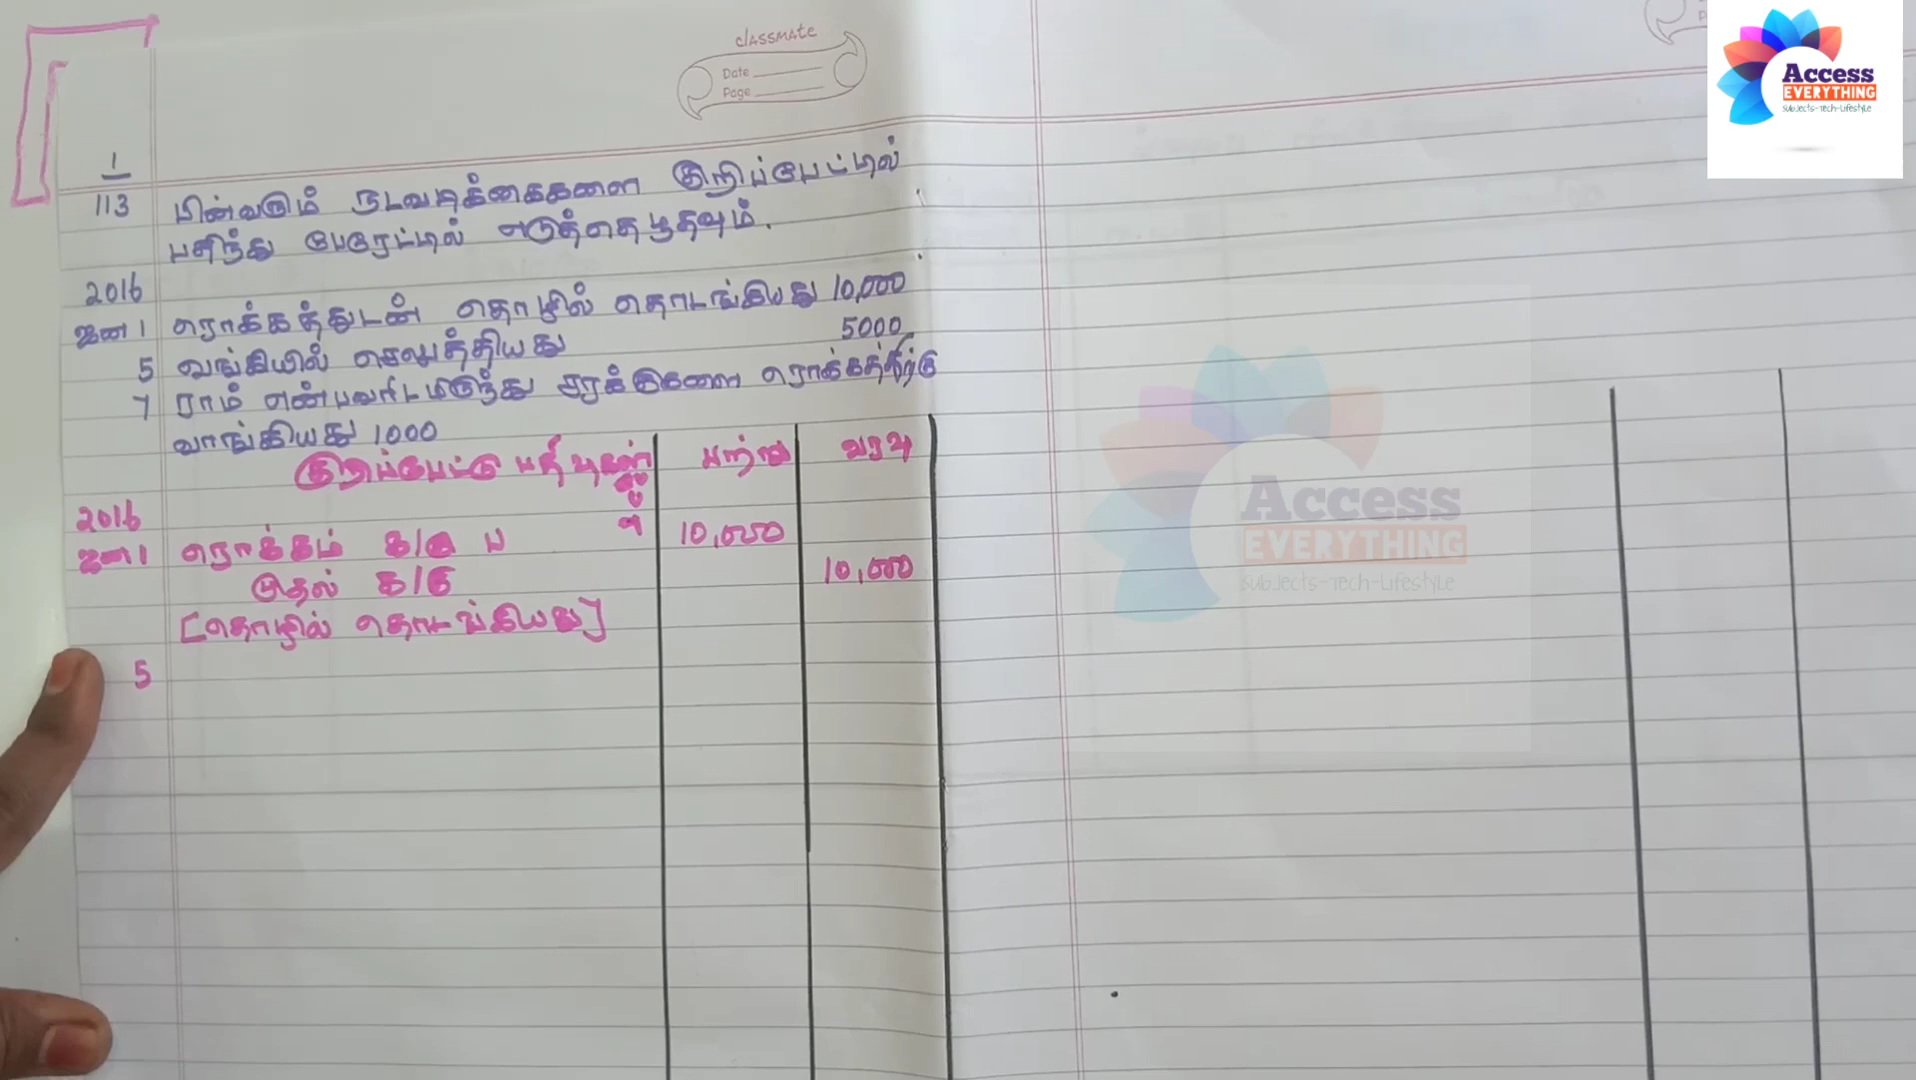 classmate
Date
Page
Access
EVERYTHING
Subjects-Tech-Lifestyle
1
113 பின்வரும் நடவடிக்கைகளை குறிப்பேட்டில்
பதிந்து பேரேட்டில் எடுத்தெழுதவும்.
2016
ஜன 1 ரொக்கத்துடன் தொழில் தொடங்கியது 10,000
5 வங்கியில் செலுத்தியது 5000
7 ராம் என்பவரிடமிருந்து சரக்குகளை ரொக்கத்திற்கு
வாங்கியது 1000
குறிப்பேட்டு பதிவுகள் பற்று வரவு
2016
ஜன 1 ரொக்கம் க/கு ப 10,000
முதல் க/கு 10,000
[தொழில் தொடங்கியது]
5
Access
EVERYTHING
Subjects-Tech-Lifestyle